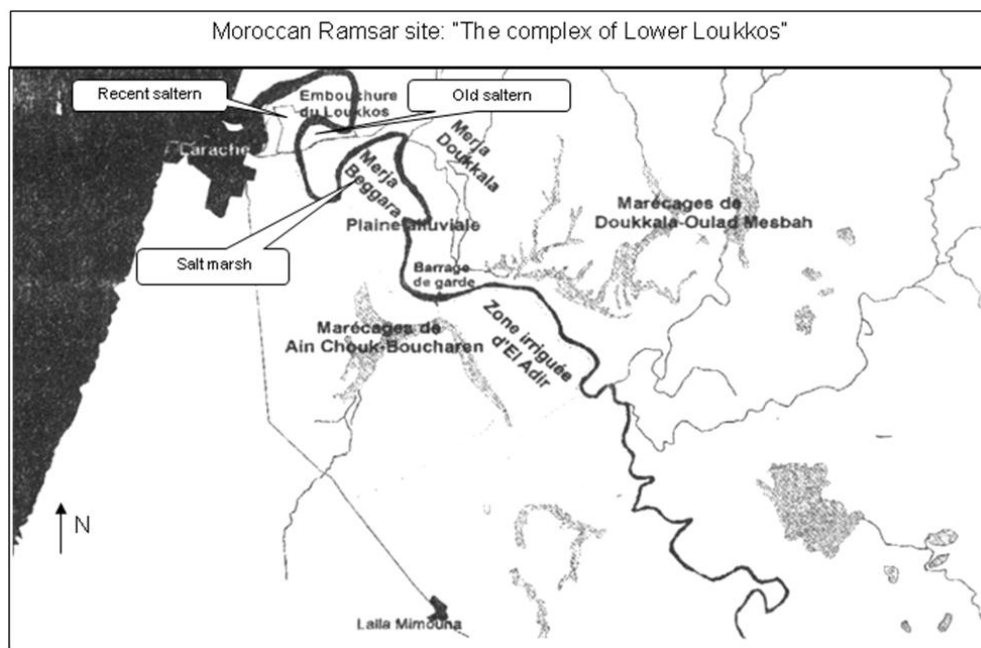 Moroccan Ramsar site: "The complex of Lower Loukkos"
Recent saltern
Embouchure
du Loukkos
Old saltern
Larache
Merja
Doukkala
Merja
Beggara
Marécages de
Doukkala-Oulad Mesbah
Plaine alluviale
Salt marsh
Barrage
de garde
Zone irriguée
d'El Adir
Marécages de
Ain Chouk-Boucharen
N
Lalla Mimouna